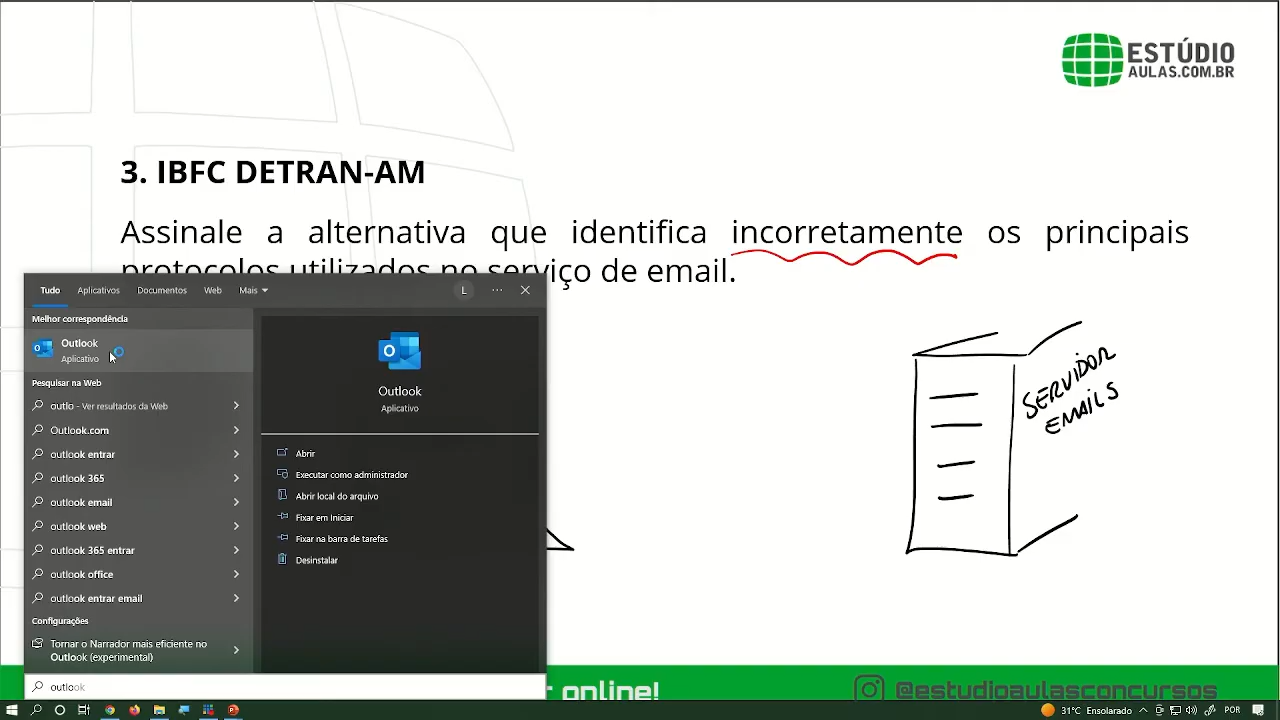 ESTÚDIO
AULAS.COM.BR
3. IBFC DETRAN-AM
Assinale a alternativa que identifica incorretamente os principais
protocolos utilizados no serviço de email.
Tudo Aplicativos Documentos Web Mais L ... 
Melhor correspondência
Outlook
Aplicativo
Pesquisar na Web
outlo - Ver resultados da Web
Outlook.com
outlook entrar
outlook 365
outlook email
outlook web
outlook 365 entrar
outlook office
outlook entrar email
Configurações
Tornar o Narrador mais eficiente no
Outlook (experimental)
outlook
Outlook
Aplicativo
Abrir
Executar como administrador
Abrir local do arquivo
Fixar em Iniciar
Fixar na barra de tarefas
Desinstalar
SERVIDOR
EMAILS
online!
@estudioaulasconcursos
31°C Ensolarado POR